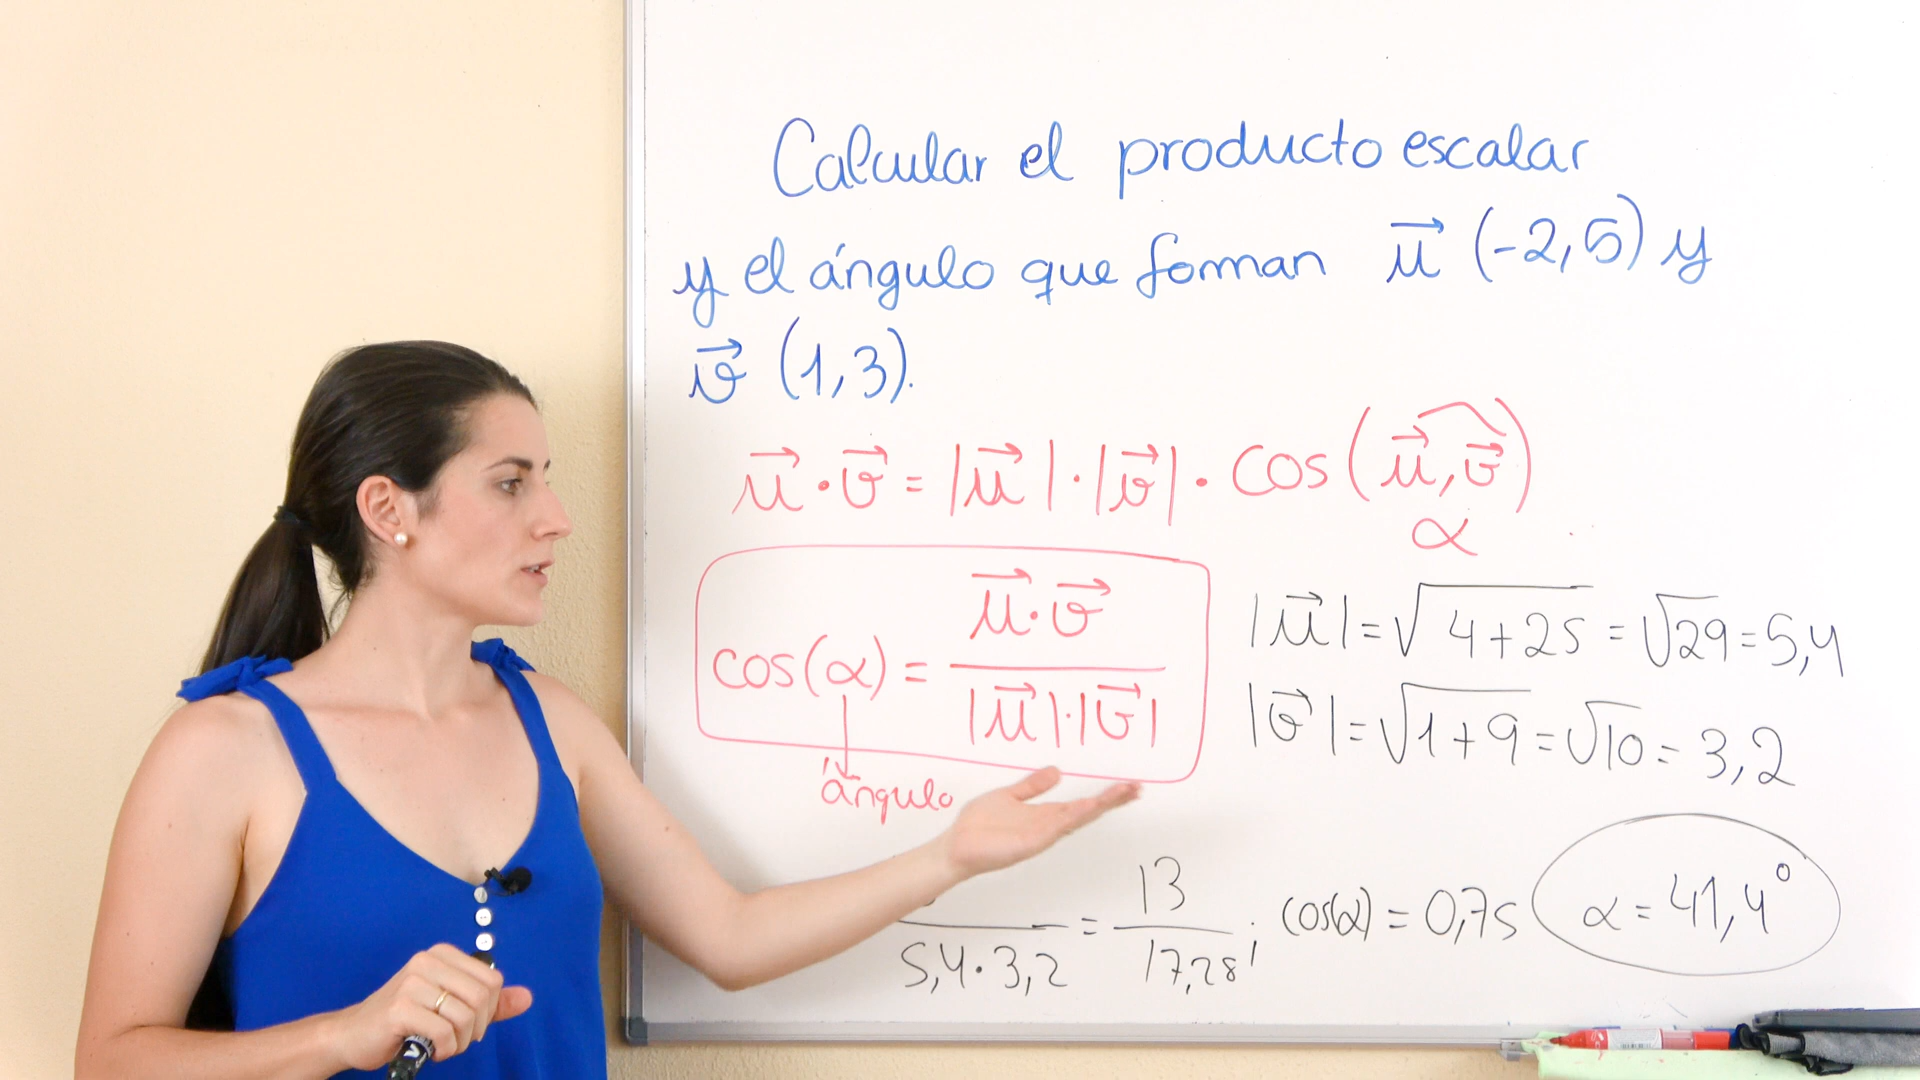 Calcular el producto escalar
y el ángulo que forman u⃗ (-2,5) y
v⃗ (1,3).
u⃗ · v⃗ = |u⃗| · |v⃗| · cos (u⃗, v⃗)
α
cos(α) = u⃗·v⃗ / |u⃗|·|v⃗|
ángulo
|u⃗| = √4+25 = √29 = 5,4
|v⃗| = √1+9 = √10 = 3,2
5,4·3,2 = 13 / 17,28 ; cos(α) = 0,75 α = 41,4°